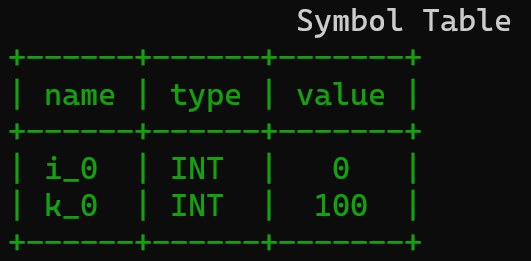 Symbol Table
+------+------+-------+
| name | type | value |
+------+------+-------+
| i_0  | INT  |   0   |
| k_0  | INT  |  100  |
+------+------+-------+